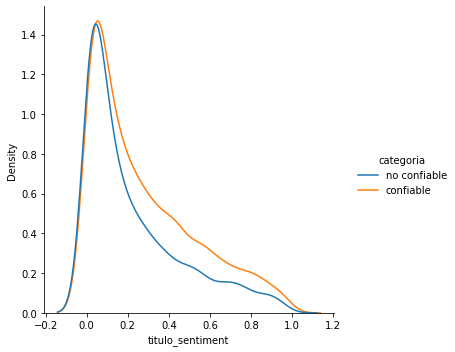 1.4
1.2
1.0
0.8
0.6
0.4
0.2
0.0
Density
−0.2 0.0 0.2 0.4 0.6 0.8 1.0 1.2
titulo_sentiment
categoria
no confiable
confiable